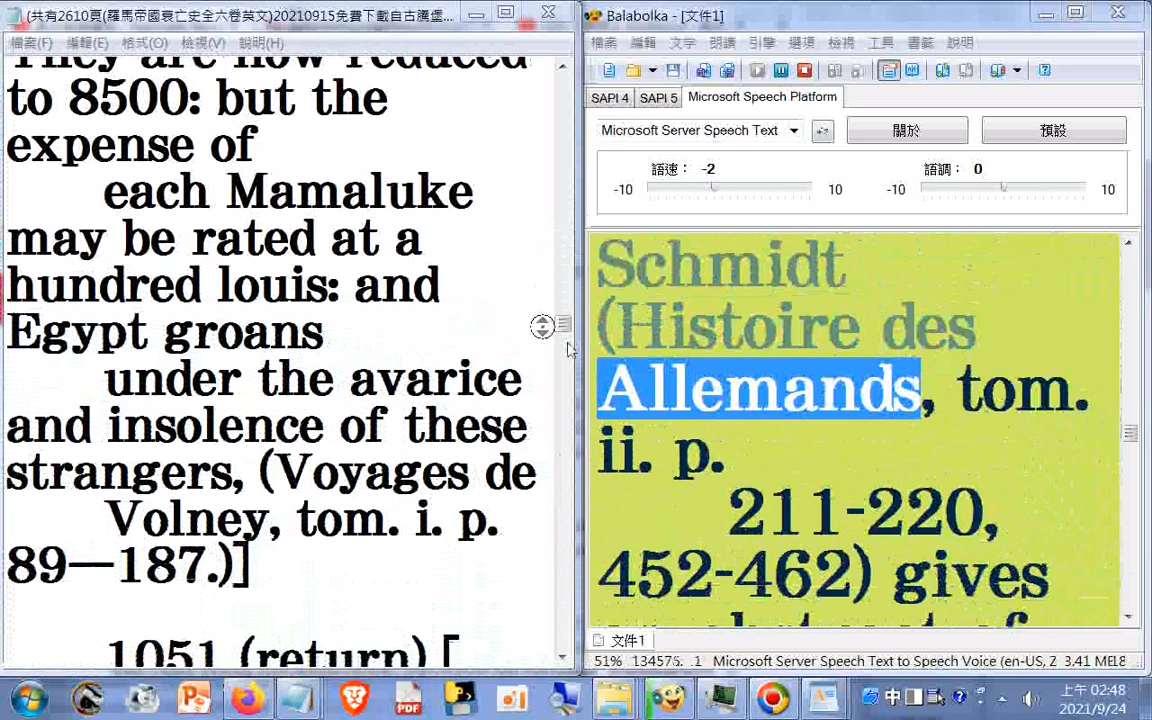 (共有2610頁(羅馬帝國衰亡史全六卷英文)20210915免費下載自古騰堡...
檔案(F) 編輯(E) 格式(O) 檢視(V) 說明(H)
They are now reduced
to 8500: but the
expense of
each Mamaluke
may be rated at a
hundred louis: and
Egypt groans
under the avarice
and insolence of these
strangers, (Voyages de
Volney, tom. i. p.
89—187.)]
1051 (return) [
Balabolka - [文件1]
檔案 編輯 文字 朗讀 引擎 選項 檢視 工具 書籤 說明
SAPI 4 SAPI 5 Microsoft Speech Platform
Microsoft Server Speech Text 關於 預設
語速: -2 語調: 0
-10 10 -10 10
Schmidt
(Histoire des
Allemands, tom.
ii. p.
211-220,
452-462) gives
文件1
51% 134575. .1 Microsoft Server Speech Text to Speech Voice (en-US, Z 3.41 MEL8
中
上午 02:48
2021/9/24